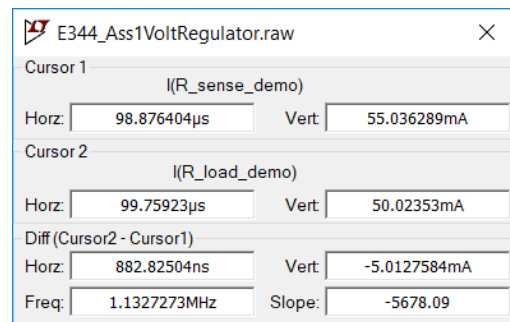 E344_Ass1VoltRegulator.raw
Cursor 1
I(R_sense_demo)
Horz: 98.876404µs Vert: 55.036289mA
Cursor 2
I(R_load_demo)
Horz: 99.75923µs Vert: 50.02353mA
Diff (Cursor2 - Cursor1)
Horz: 882.82504ns Vert: -5.0127584mA
Freq: 1.1327273MHz Slope: -5678.09